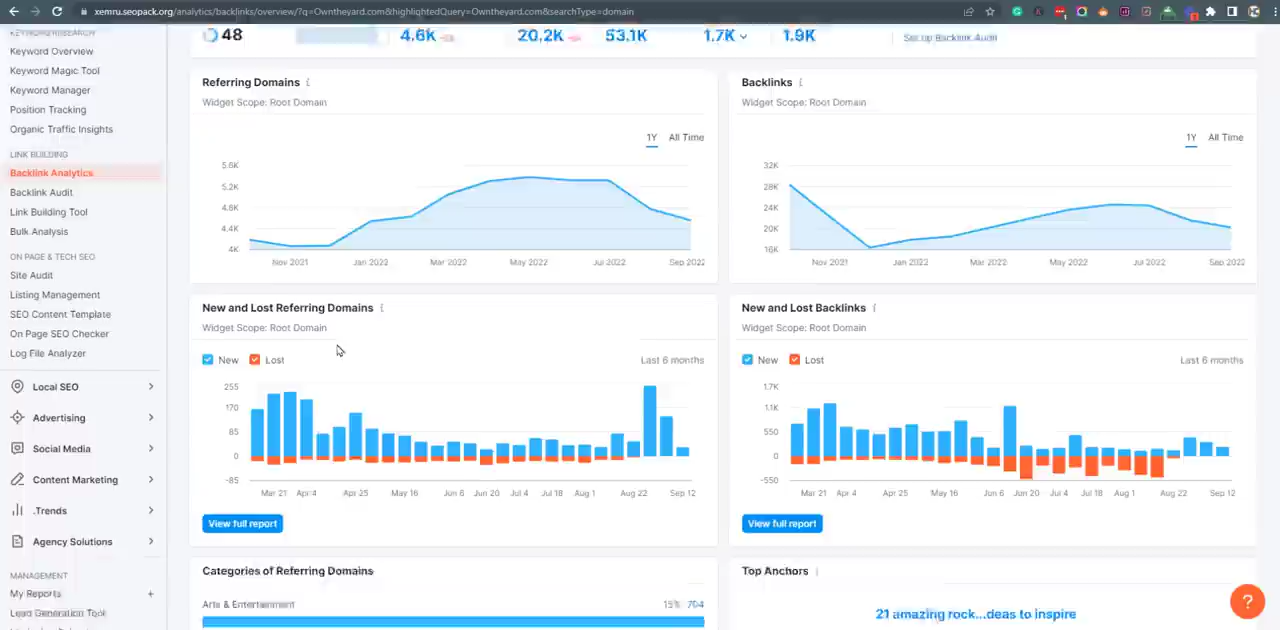 xemru.seopack.org/analytics/backlinks/overview/?q=Owntheyard.com&highlightedQuery=Owntheyard.com&searchType=domain
KEYWORD RESEARCH
Keyword Overview
Keyword Magic Tool
Keyword Manager
Position Tracking
Organic Traffic Insights
LINK BUILDING
Backlink Analytics
Backlink Audit
Link Building Tool
Bulk Analysis
ON PAGE & TECH SEO
Site Audit
Listing Management
SEO Content Template
On Page SEO Checker
Log File Analyzer
Local SEO
Advertising
Social Media
Content Marketing
.Trends
Agency Solutions
MANAGEMENT
My Reports +
Lead Generation Tool
48 4.6K 20.2K 53.1K 1.7K 1.9K Set up Backlink Audit
Referring Domains i
Widget Scope: Root Domain
1Y All Time
5.6K
5.2K
4.8K
4.4K
4K
Nov 2021 Jan 2022 Mar 2022 May 2022 Jul 2022 Sep 2022
Backlinks i
Widget Scope: Root Domain
1Y All Time
32K
28K
24K
20K
16K
Nov 2021 Jan 2022 Mar 2022 May 2022 Jul 2022 Sep 2022
New and Lost Referring Domains i
Widget Scope: Root Domain
New Lost Last 6 months
255
170
85
0
-85
Mar 21 Apr 4 Apr 25 May 16 Jun 6 Jun 20 Jul 4 Jul 18 Aug 1 Aug 22 Sep 12
View full report
New and Lost Backlinks i
Widget Scope: Root Domain
New Lost Last 6 months
1.7K
1.1K
550
0
-550
Mar 21 Apr 4 Apr 25 May 16 Jun 6 Jun 20 Jul 4 Jul 18 Aug 1 Aug 22 Sep 12
View full report
Categories of Referring Domains
Arts & Entertainment 15% 704
Top Anchors i
21 amazing rock...deas to inspire
?